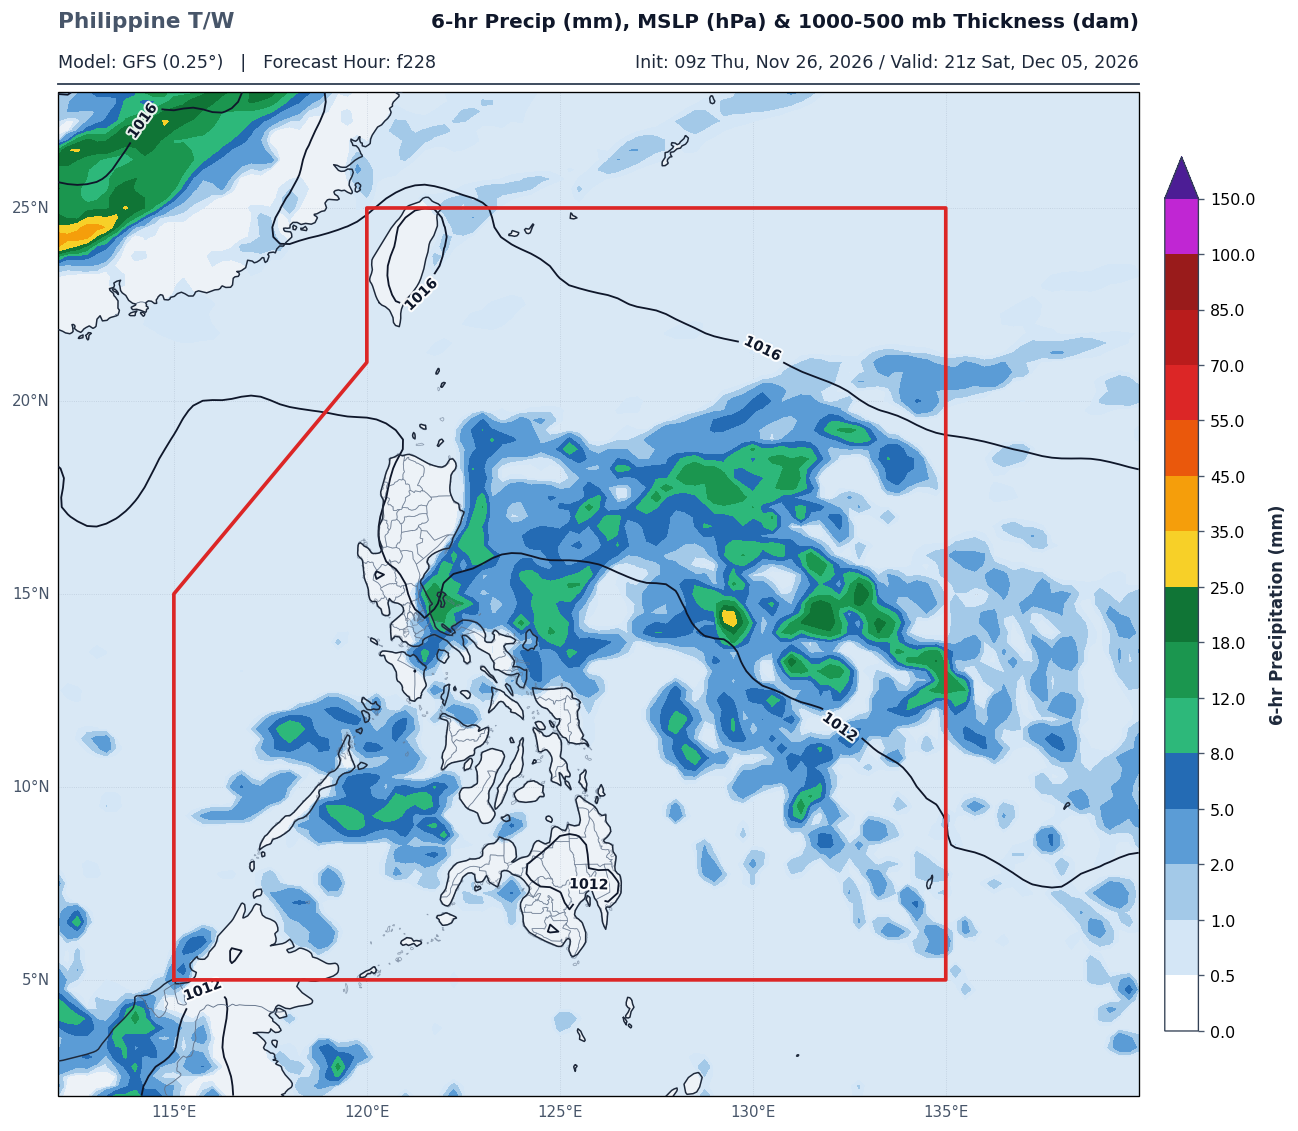 Philippine T/W
6-hr Precip (mm), MSLP (hPa) & 1000-500 mb Thickness (dam)
Model: GFS (0.25°)   |   Forecast Hour: f228
Init: 09z Thu, Nov 26, 2026 / Valid: 21z Sat, Dec 05, 2026
1016
1016
1016
1012
1012
1012
25°N
20°N
15°N
10°N
5°N
115°E
120°E
125°E
130°E
135°E
150.0
100.0
85.0
70.0
55.0
45.0
35.0
25.0
18.0
12.0
8.0
5.0
2.0
1.0
0.5
0.0
6-hr Precipitation (mm)